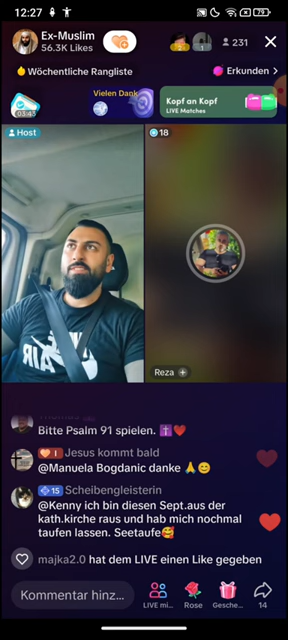 12:27
79
Ex-Muslim
56.3K Likes
1
231
Wöchentliche Rangliste
Erkunden >
03:43
Vielen Dank
Kopf an Kopf
LIVE Matches
Host
18
AIR
Reza +
Bitte Psalm 91 spielen. ✝️❤️
I Jesus kommt bald
@Manuela Bogdanic danke 🙏😊
15 Scheibengleisterin
@Kenny ich bin diesen Sept.aus der
kath.kirche raus und hab mich nochmal
taufen lassen. Seetaufe🥰
majka2.0 hat dem LIVE einen Like gegeben
Kommentar hinz...
LIVE mi...
Rose
Gesche...
14